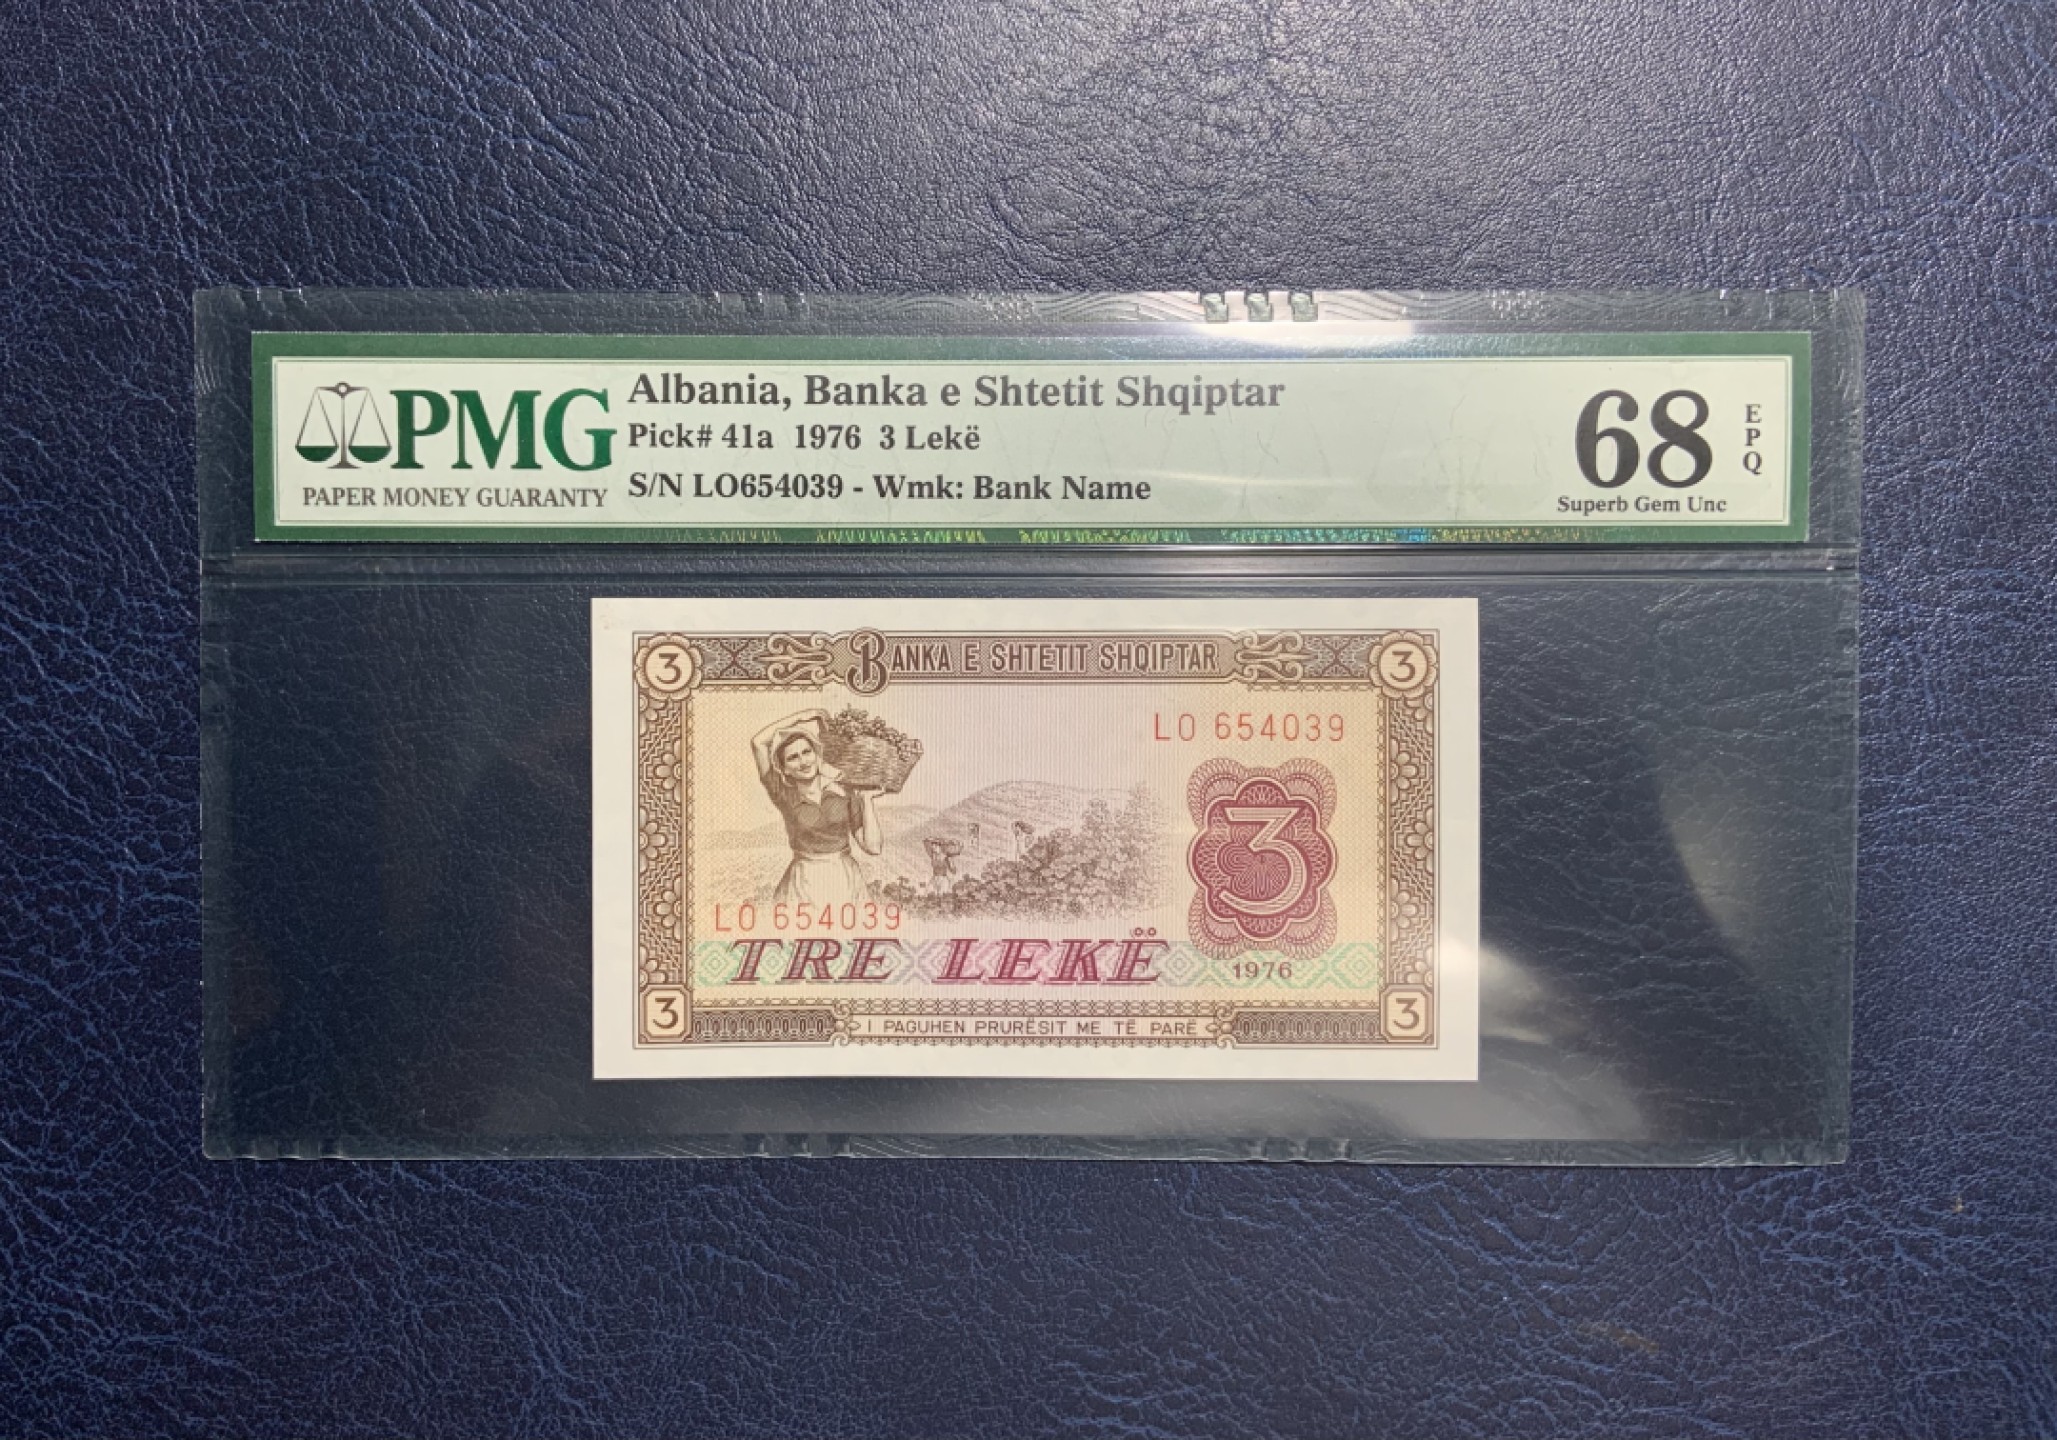 PMG
PAPER MONEY GUARANTY
Albania, Banka e Shtetit Shqiptar
Pick# 41a 1976 3 Lekë
S/N LO654039 - Wmk: Bank Name
68
EPQ
Superb Gem Unc
3 BANKA E SHTETIT SHQIPTAR 3
LO 654039
3
LO 654039
TRE LEKË
1976
3 I PAGUHEN PRURËSIT ME TË PARË 3